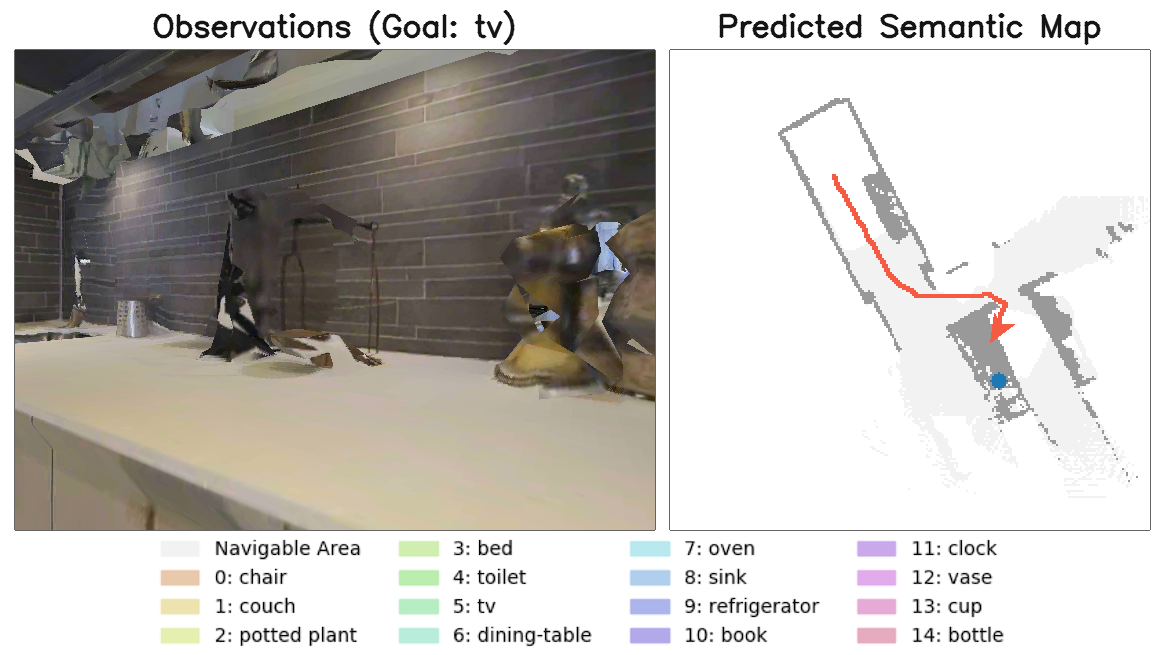 Observations (Goal: tv)
Predicted Semantic Map
Navigable Area
0: chair
1: couch
2: potted plant
3: bed
4: toilet
5: tv
6: dining-table
7: oven
8: sink
9: refrigerator
10: book
11: clock
12: vase
13: cup
14: bottle